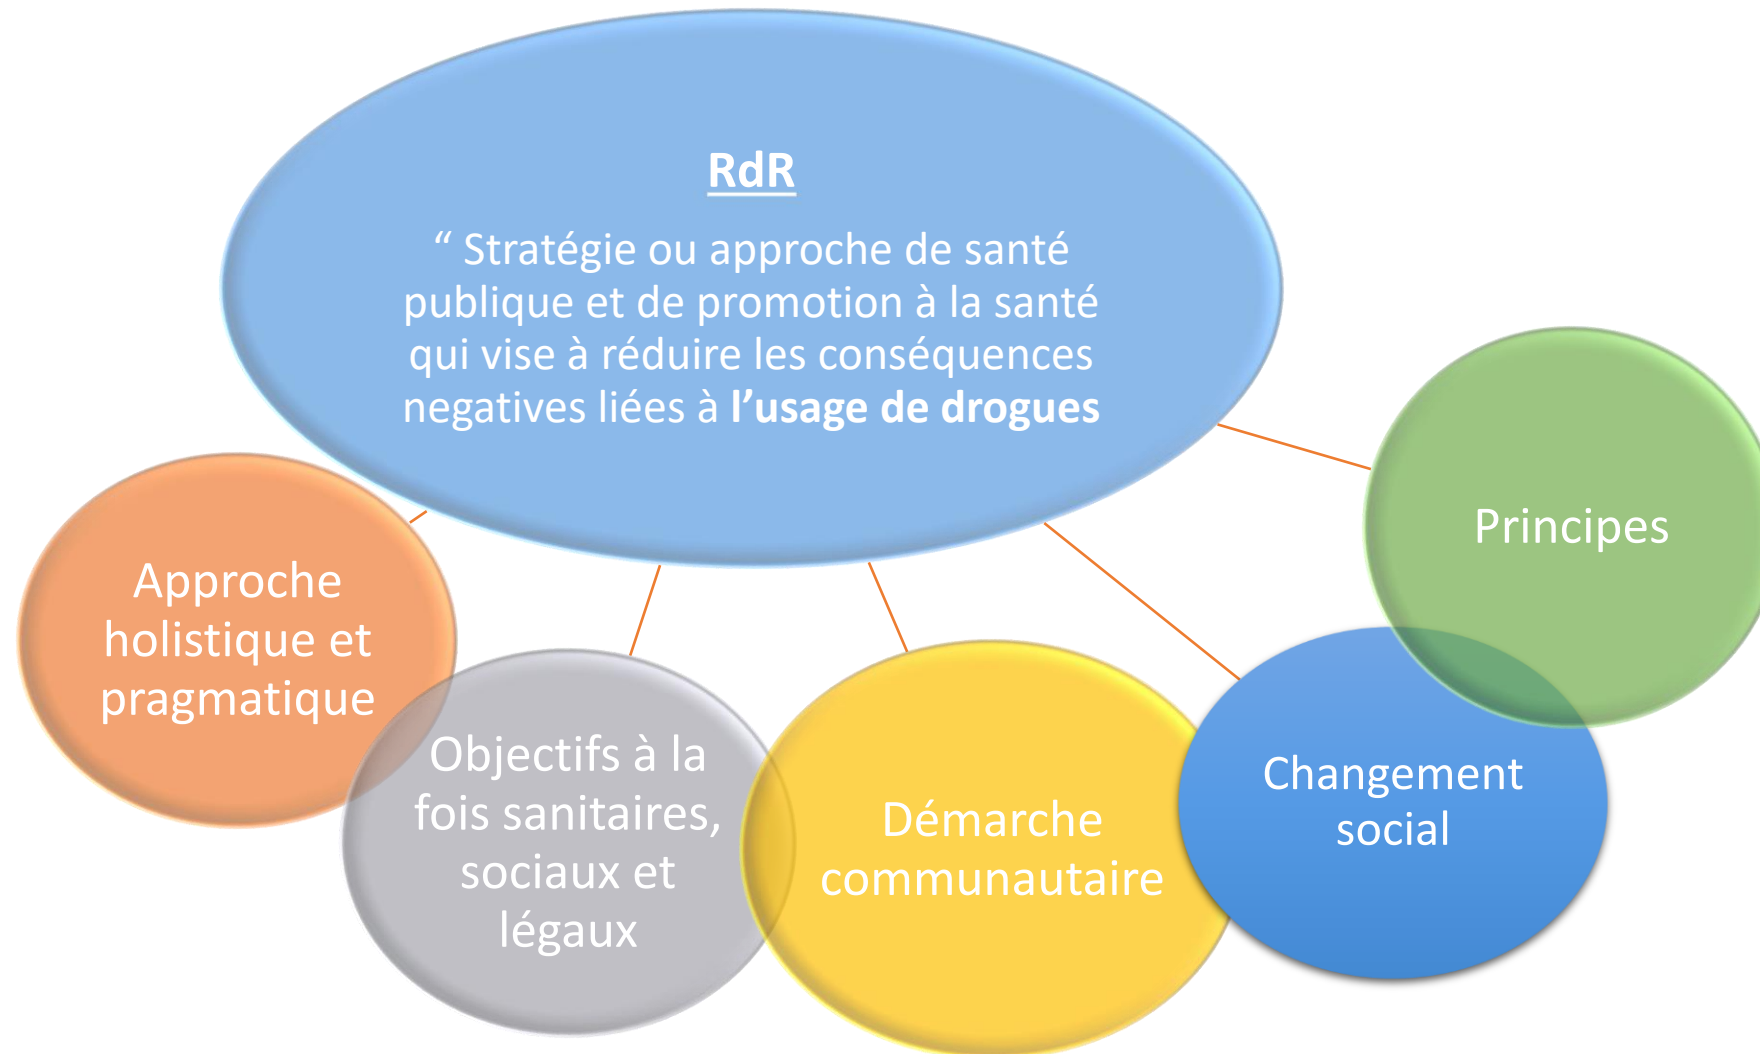 RdR
“ Stratégie ou approche de santé
publique et de promotion à la santé
qui vise à réduire les conséquences
negatives liées à l’usage de drogues
Approche
holistique et
pragmatique
Objectifs à la
fois sanitaires,
sociaux et
légaux
Démarche
communautaire
Changement
social
Principes